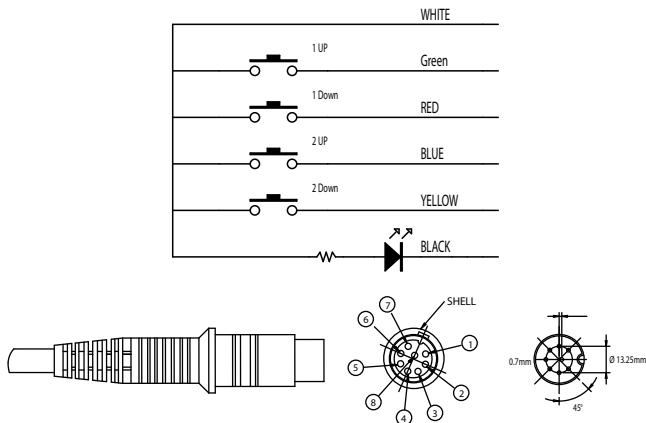 WHITE
1 UP
Green
1 Down
RED
2 UP
BLUE
2 Down
YELLOW
BLACK
SHELL
7
6
1
5
2
8
3
4
0.7mm
Ø 13.25mm
45°